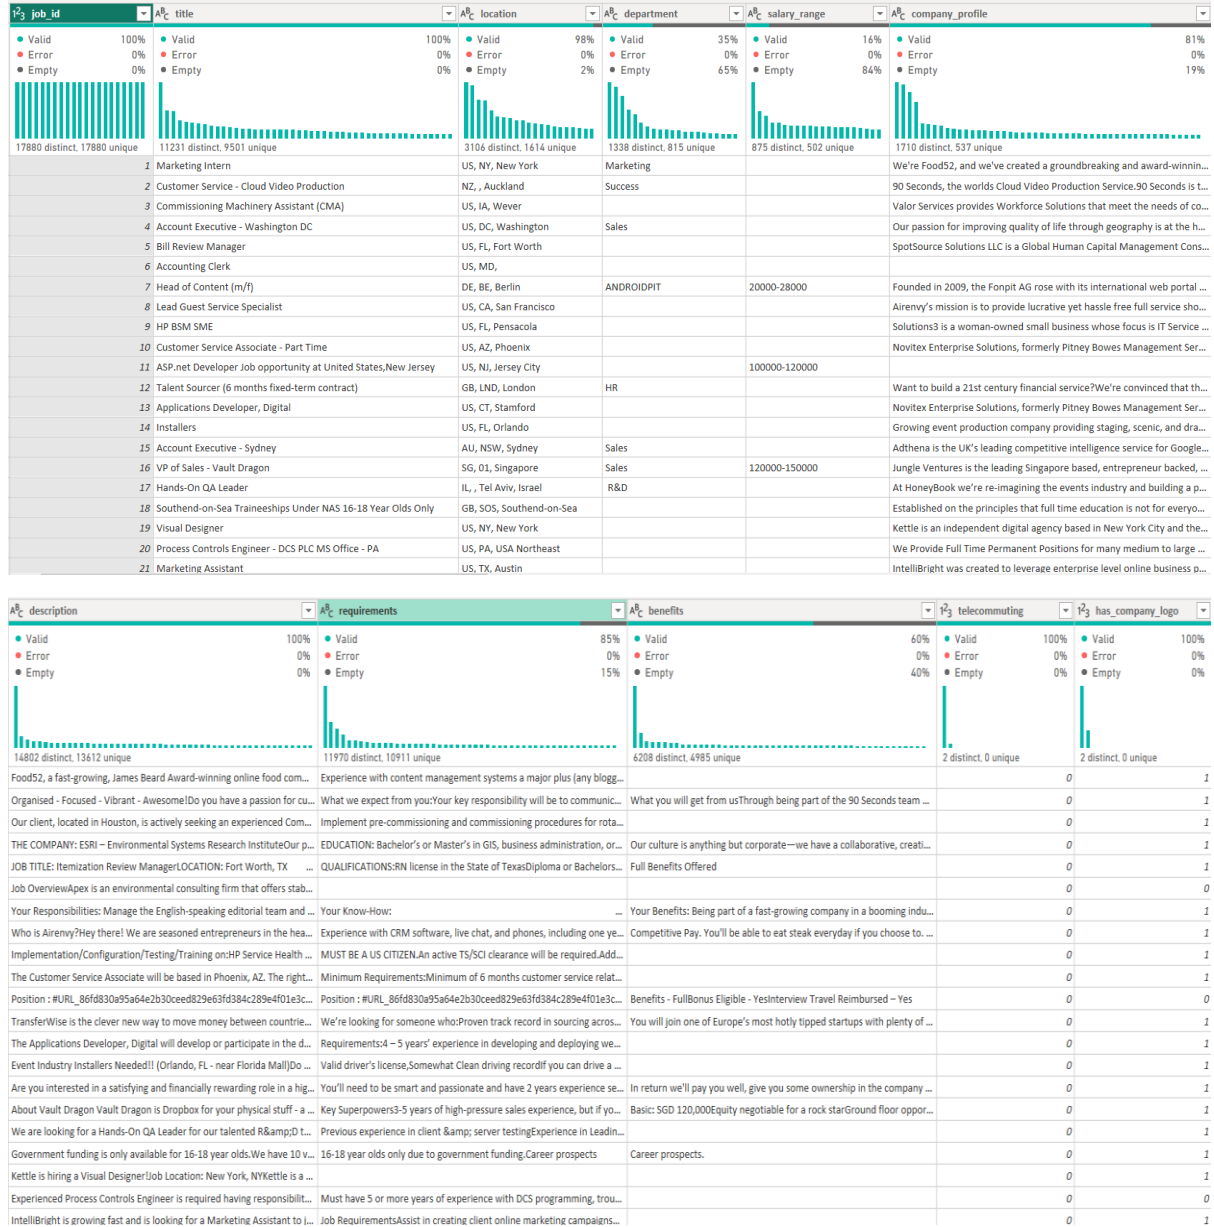 1²3 job_id ABC title ABC location ABC department ABC salary_range ABC company_profile
Valid 100% Valid 100% Valid 98% Valid 35% Valid 16% Valid 81%
Error 0% Error 0% Error 0% Error 0% Error 0% Error 0%
Empty 0% Empty 0% Empty 2% Empty 65% Empty 84% Empty 19%
17880 distinct, 17880 unique 11231 distinct, 9501 unique 3106 distinct, 1614 unique 1338 distinct, 815 unique 875 distinct, 502 unique 1710 distinct, 537 unique
1 Marketing Intern US, NY, New York Marketing We're Food52, and we've created a groundbreaking and award-winnin...
2 Customer Service - Cloud Video Production NZ, , Auckland Success 90 Seconds, the worlds Cloud Video Production Service.90 Seconds is t...
3 Commissioning Machinery Assistant (CMA) US, IA, Wever Valor Services provides Workforce Solutions that meet the needs of co...
4 Account Executive - Washington DC US, DC, Washington Sales Our passion for improving quality of life through geography is at the h...
5 Bill Review Manager US, FL, Fort Worth SpotSource Solutions LLC is a Global Human Capital Management Cons...
6 Accounting Clerk US, MD,
7 Head of Content (m/f) DE, BE, Berlin ANDROIDPIT 20000-28000 Founded in 2009, the Fonpit AG rose with its international web portal ...
8 Lead Guest Service Specialist US, CA, San Francisco Airenvy's mission is to provide lucrative yet hassle free full service sho...
9 HP BSM SME US, FL, Pensacola Solutions3 is a woman-owned small business whose focus is IT Service ...
10 Customer Service Associate - Part Time US, AZ, Phoenix Novitex Enterprise Solutions, formerly Pitney Bowes Management Ser...
11 ASP.net Developer Job opportunity at United States,New Jersey US, NJ, Jersey City 100000-120000
12 Talent Sourcer (6 months fixed-term contract) GB, LND, London HR Want to build a 21st century financial service?We're convinced that th...
13 Applications Developer, Digital US, CT, Stamford Novitex Enterprise Solutions, formerly Pitney Bowes Management Ser...
14 Installers US, FL, Orlando Growing event production company providing staging, scenic, and dra...
15 Account Executive - Sydney AU, NSW, Sydney Sales Adthena is the UK's leading competitive intelligence service for Google...
16 VP of Sales - Vault Dragon SG, 01, Singapore Sales 120000-150000 Jungle Ventures is the leading Singapore based, entrepreneur backed, ...
17 Hands-On QA Leader IL, , Tel Aviv, Israel R&D At HoneyBook we're re-imagining the events industry and building a p...
18 Southend-on-Sea Traineeships Under NAS 16-18 Year Olds Only GB, SOS, Southend-on-Sea Established on the principles that full time education is not for everyo...
19 Visual Designer US, NY, New York Kettle is an independent digital agency based in New York City and the...
20 Process Controls Engineer - DCS PLC MS Office - PA US, PA, USA Northeast We Provide Full Time Permanent Positions for many medium to large ...
21 Marketing Assistant US, TX, Austin IntelliBright was created to leverage enterprise level online business p...
ABC description ABC requirements ABC benefits 1²3 telecommuting 1²3 has_company_logo
Valid 100% Valid 85% Valid 60% Valid 100% Valid 100%
Error 0% Error 0% Error 0% Error 0% Error 0%
Empty 0% Empty 15% Empty 40% Empty 0% Empty 0%
14802 distinct, 13612 unique 11970 distinct, 10911 unique 6208 distinct, 4985 unique 2 distinct, 0 unique 2 distinct, 0 unique
Food52, a fast-growing, James Beard Award-winning online food com... Experience with content management systems a major plus (any blogg... 0 1
Organised - Focused - Vibrant - Awesome!Do you have a passion for cu... What we expect from you:Your key responsibility will be to communic... What you will get from usThrough being part of the 90 Seconds team ... 0 1
Our client, located in Houston, is actively seeking an experienced Com... Implement pre-commissioning and commissioning procedures for rota... 0 1
THE COMPANY: ESRI – Environmental Systems Research InstituteOur p... EDUCATION: Bachelor's or Master's in GIS, business administration, or... Our culture is anything but corporate—we have a collaborative, creati... 0 1
JOB TITLE: Itemization Review ManagerLOCATION: Fort Worth, TX ... QUALIFICATIONS:RN license in the State of TexasDiploma or Bachelors... Full Benefits Offered 0 1
Job OverviewApex is an environmental consulting firm that offers stab... 0 0
Your Responsibilities: Manage the English-speaking editorial team and ... Your Know-How: ... Your Benefits: Being part of a fast-growing company in a booming indu... 0 1
Who is Airenvy?Hey there! We are seasoned entrepreneurs in the hea... Experience with CRM software, live chat, and phones, including one ye... Competitive Pay. You'll be able to eat steak everyday if you choose to. ... 0 1
Implementation/Configuration/Testing/Training on:HP Service Health ... MUST BE A US CITIZEN.An active TS/SCI clearance will be required.Add... 0 1
The Customer Service Associate will be based in Phoenix, AZ. The right... Minimum Requirements:Minimum of 6 months customer service relat... 0 1
Position : #URL_86fd830a95a64e2b30ceed829e63fd384c289e4f01e3c... Position : #URL_86fd830a95a64e2b30ceed829e63fd384c289e4f01e3c... Benefits - FullBonus Eligible - YesInterview Travel Reimbursed – Yes 0 0
TransferWise is the clever new way to move money between countrie... We're looking for someone who:Proven track record in sourcing acros... You will join one of Europe's most hotly tipped startups with plenty of ... 0 1
The Applications Developer, Digital will develop or participate in the d... Requirements:4 – 5 years' experience in developing and deploying we... 0 1
Event Industry Installers Needed!! (Orlando, FL - near Florida Mall)Do ... Valid driver's license,Somewhat Clean driving recordIf you can drive a ... 0 1
Are you interested in a satisfying and financially rewarding role in a hig... You'll need to be smart and passionate and have 2 years experience se... In return we'll pay you well, give you some ownership in the company ... 0 1
About Vault Dragon Vault Dragon is Dropbox for your physical stuff - a ... Key Superpowers3-5 years of high-pressure sales experience, but if yo... Basic: SGD 120,000Equity negotiable for a rock starGround floor oppor... 0 1
We are looking for a Hands-On QA Leader for our talented R&amp;D t... Previous experience in client &amp; server testingExperience in Leadin... 0 1
Government funding is only available for 16-18 year olds.We have 10 v... 16-18 year olds only due to government funding.Career prospects Career prospects. 0 1
Kettle is hiring a Visual Designer!Job Location: New York, NYKettle is a ... 0 1
Experienced Process Controls Engineer is required having responsibilit... Must have 5 or more years of experience with DCS programming, trou... 0 0
IntelliBright is growing fast and is looking for a Marketing Assistant to j... Job RequirementsAssist in creating client online marketing campaigns... 0 1